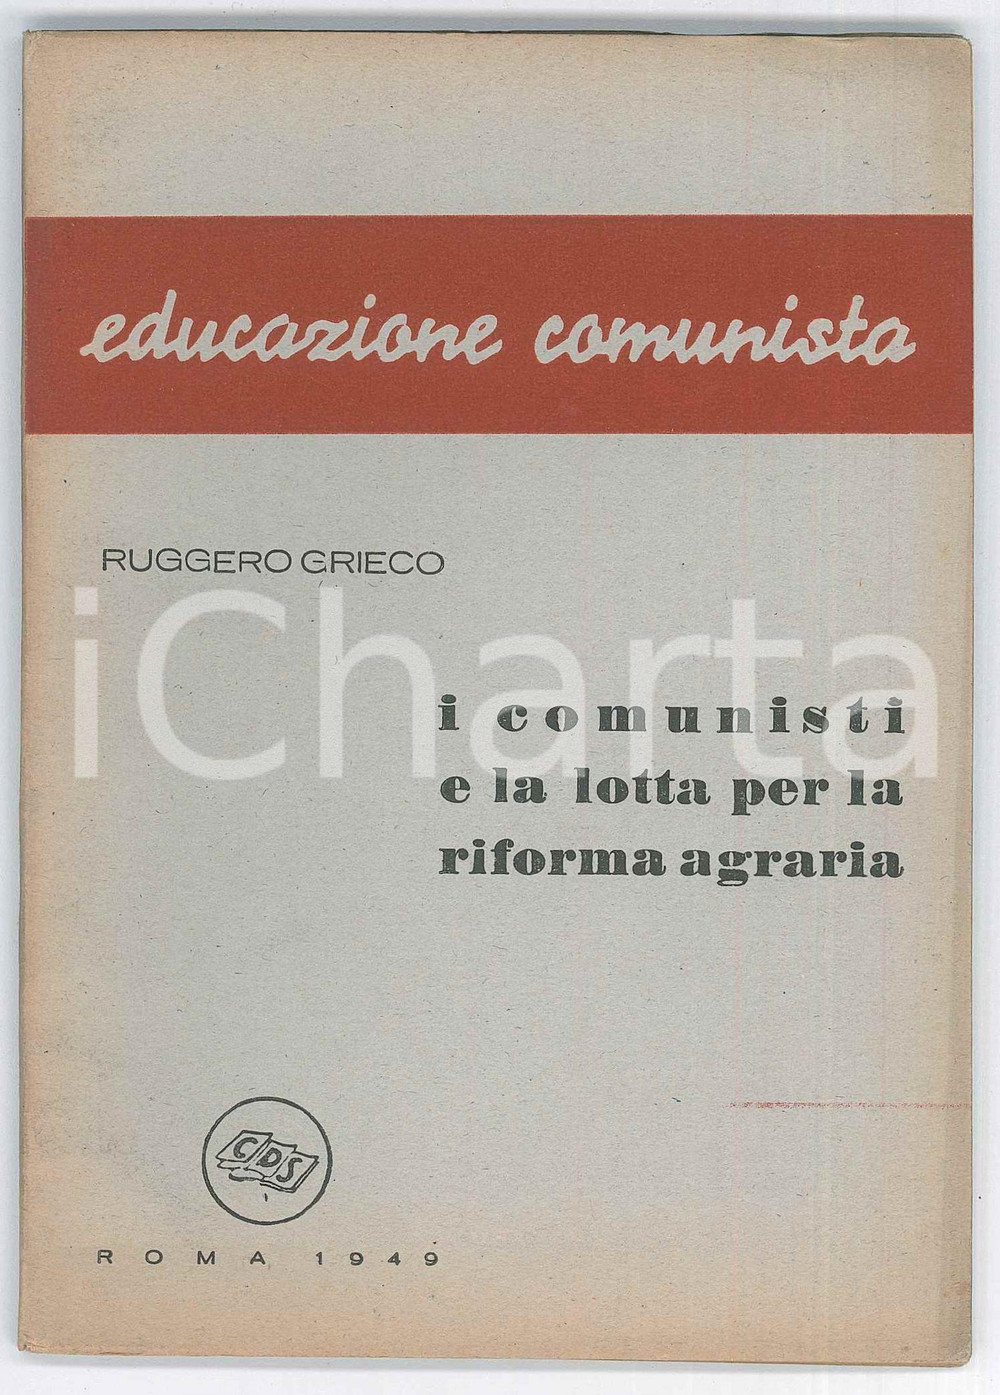 educazione comunista
RUGGERO GRIECO
iCharta
i comunisti
e la lotta per la
riforma agraria
CDS
ROMA 1949